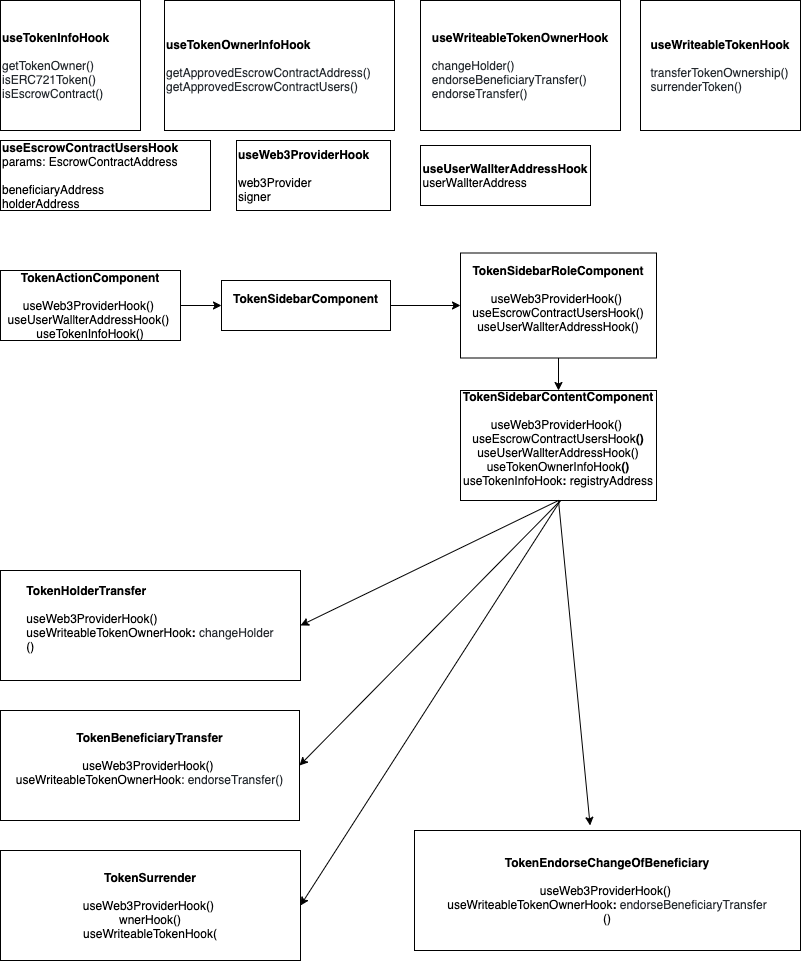 useTokenInfoHook
getTokenOwner()
isERC721Token()
isEscrowContract()
useTokenOwnerInfoHook
getApprovedEscrowContractAddress()
getApprovedEscrowContractUsers()
useWriteableTokenOwnerHook
changeHolder()
endorseBeneficiaryTransfer()
endorseTransfer()
useWriteableTokenHook
transferTokenOwnership()
surrenderToken()
useEscrowContractUsersHook
params: EscrowContractAddress
beneficiaryAddress
holderAddress
useWeb3ProviderHook
web3Provider
signer
useUserWallterAddressHook
userWallterAddress
TokenActionComponent
useWeb3ProviderHook()
useUserWallterAddressHook()
useTokenInfoHook()
TokenSidebarComponent
TokenSidebarRoleComponent
useWeb3ProviderHook()
useEscrowContractUsersHook()
useUserWallterAddressHook()
TokenSidebarContentComponent
useWeb3ProviderHook()
useEscrowContractUsersHook()
useUserWallterAddressHook()
useTokenOwnerInfoHook()
useTokenInfoHook: registryAddress
TokenHolderTransfer
useWeb3ProviderHook()
useWriteableTokenOwnerHook: changeHolder
()
TokenBeneficiaryTransfer
useWeb3ProviderHook()
useWriteableTokenOwnerHook: endorseTransfer()
TokenSurrender
useWeb3ProviderHook()
wnerHook()
useWriteableTokenHook(
TokenEndorseChangeOfBeneficiary
useWeb3ProviderHook()
useWriteableTokenOwnerHook: endorseBeneficiaryTransfer
()